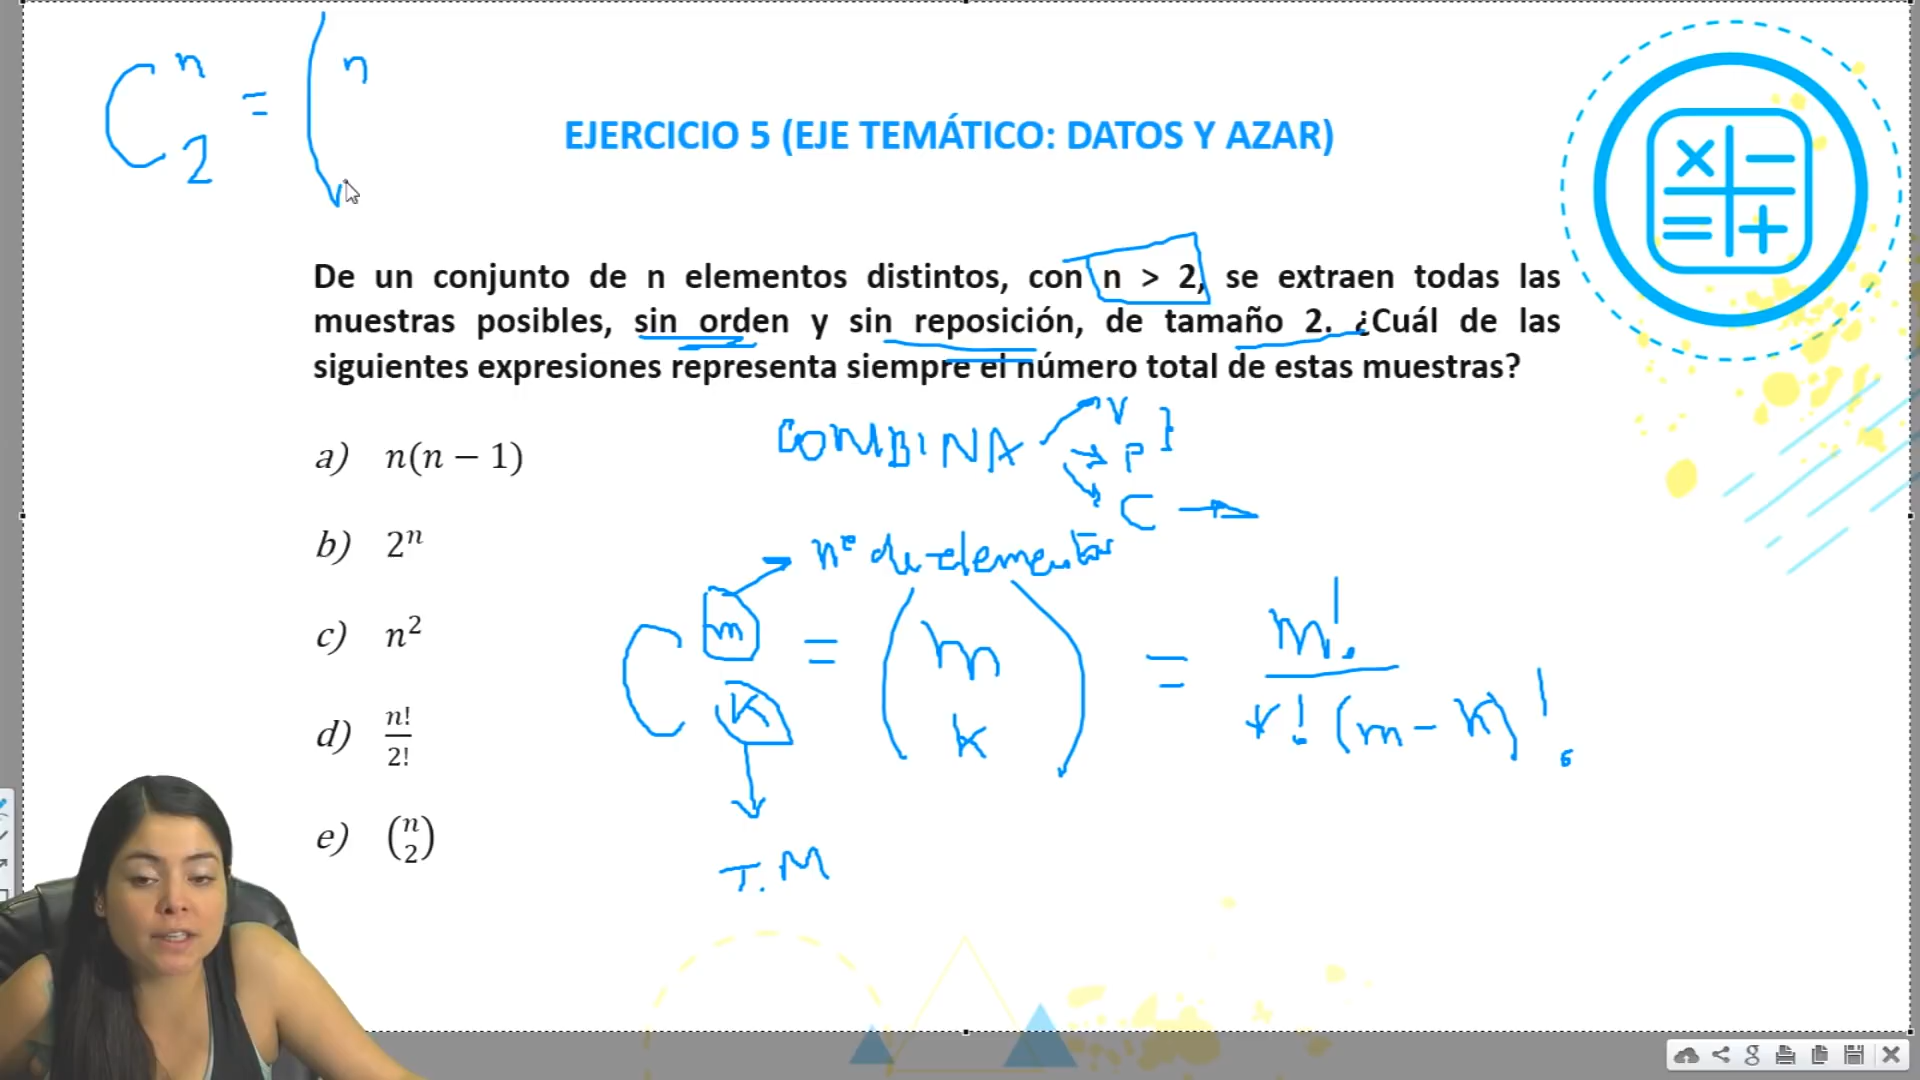 C n 2 = ( n
EJERCICIO 5 (EJE TEMÁTICO: DATOS Y AZAR)
De un conjunto de n elementos distintos, con n > 2, se extraen todas las
muestras posibles, sin orden y sin reposición, de tamaño 2. ¿Cuál de las
siguientes expresiones representa siempre el número total de estas muestras?
COMBINA V
P }
C
a) n(n − 1)
b) 2ⁿ
nº de elementos
c) n²
C m k = ( m k ) = m! / k! (m - k)!
d) n!/2!
T.M
e) (n 2)